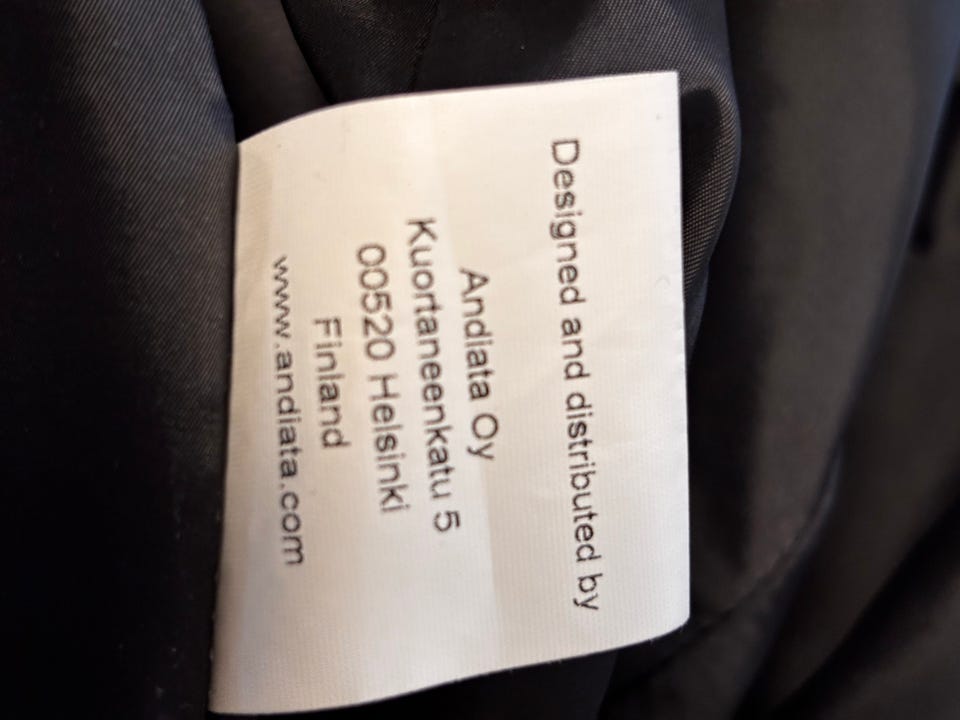 Designed and distributed by
Andiata Oy
Kuortaneenkatu 5
00520 Helsinki
Finland
www.andiata.com